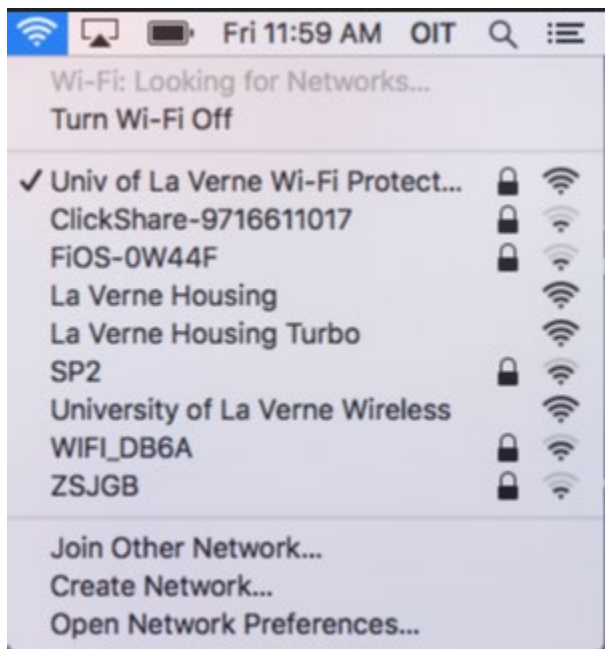 Fri 11:59 AM OIT
Wi-Fi: Looking for Networks...
Turn Wi-Fi Off
Univ of La Verne Wi-Fi Protect...
ClickShare-9716611017
FiOS-0W44F
La Verne Housing
La Verne Housing Turbo
SP2
University of La Verne Wireless
WIFI_DB6A
ZSJGB
Join Other Network...
Create Network...
Open Network Preferences...